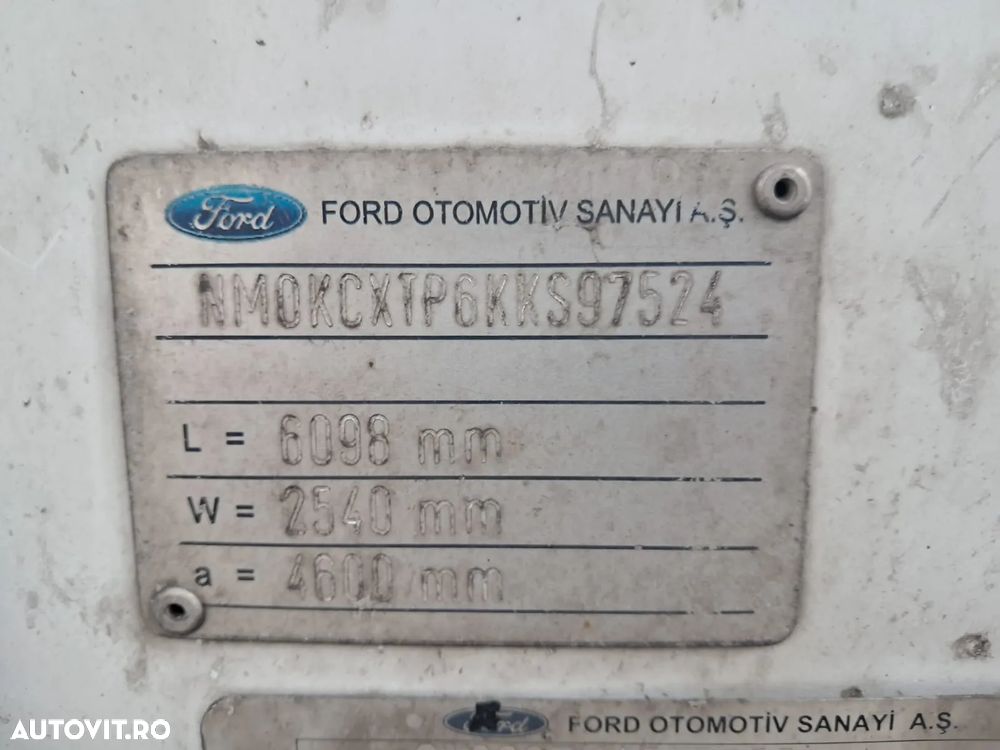 Ford FORD OTOMOTİV SANAYİ A.Ş.
NM0KCXTP6KKS97524
L = 6098 mm
W = 2540 mm
a = 4600 mm
Ford FORD OTOMOTİV SANAYİ A.Ş.
AUTOVIT.RO